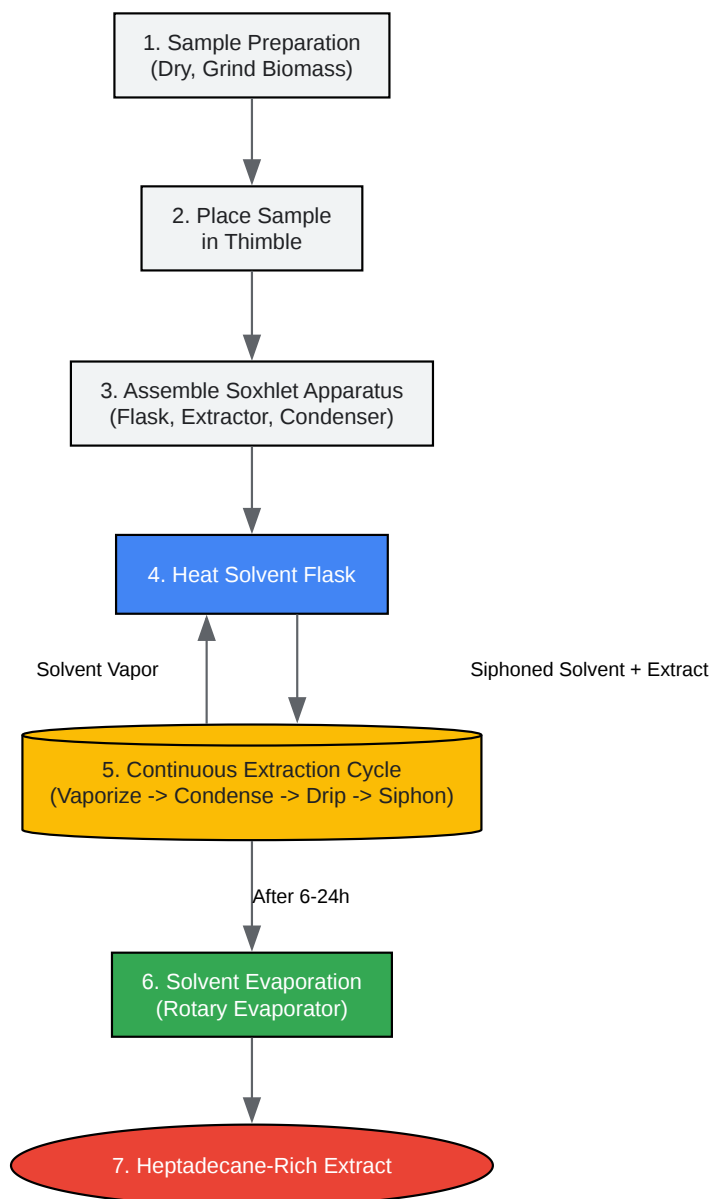 1. Sample Preparation
(Dry, Grind Biomass)
2. Place Sample
in Thimble
3. Assemble Soxhlet Apparatus
(Flask, Extractor, Condenser)
4. Heat Solvent Flask
Solvent Vapor
Siphoned Solvent + Extract
5. Continuous Extraction Cycle
(Vaporize -> Condense -> Drip -> Siphon)
After 6-24h
6. Solvent Evaporation
(Rotary Evaporator)
7. Heptadecane-Rich Extract